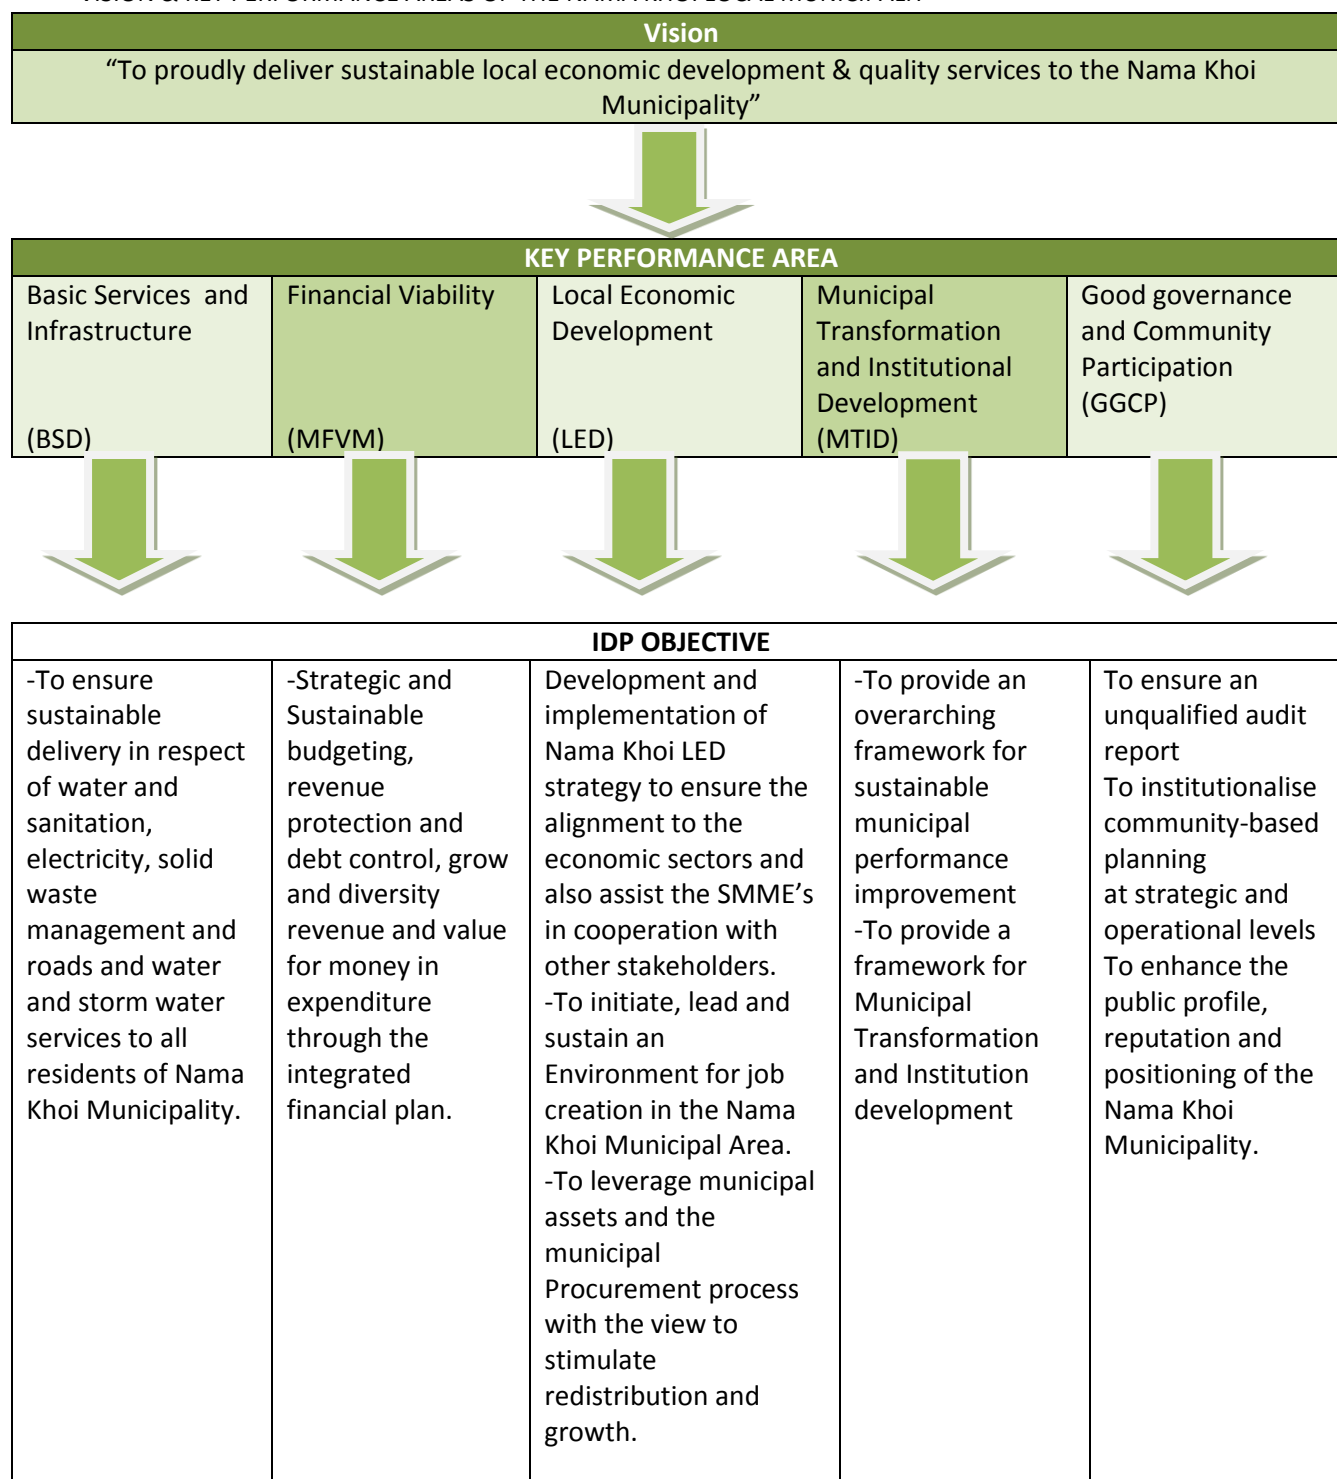 VISION & KEY PERFORMANCE AREAS OF THE NAMA KHOI LOCAL MUNICIPALITY
Vision
“To proudly deliver sustainable local economic development & quality services to the Nama Khoi
Municipality”
KEY PERFORMANCE AREA
Basic Services and
Infrastructure
(BSD)
Financial Viability
(MFVM)
Local Economic
Development
(LED)
Municipal
Transformation
and Institutional
Development
(MTID)
Good governance
and Community
Participation
(GGCP)
IDP OBJECTIVE
-To ensure
sustainable
delivery in respect
of water and
sanitation,
electricity, solid
waste
management and
roads and water
and storm water
services to all
residents of Nama
Khoi Municipality.
-Strategic and
Sustainable
budgeting,
revenue
protection and
debt control, grow
and diversity
revenue and value
for money in
expenditure
through the
integrated
financial plan.
Development and
implementation of
Nama Khoi LED
strategy to ensure the
alignment to the
economic sectors and
also assist the SMME’s
in cooperation with
other stakeholders.
-To initiate, lead and
sustain an
Environment for job
creation in the Nama
Khoi Municipal Area.
-To leverage municipal
assets and the
municipal
Procurement process
with the view to
stimulate
redistribution and
growth.
-To provide an
overarching
framework for
sustainable
municipal
performance
improvement
-To provide a
framework for
Municipal
Transformation
and Institution
development
To ensure an
unqualified audit
report
To institutionalise
community-based
planning
at strategic and
operational levels
To enhance the
public profile,
reputation and
positioning of the
Nama Khoi
Municipality.